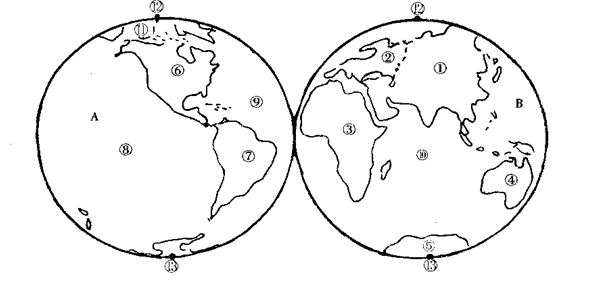 ⑫ ⑫
⑪
② ①
⑥
⑨ B
A
③
⑧ ⑦ ⑩
④
⑤
⑬ ⑬